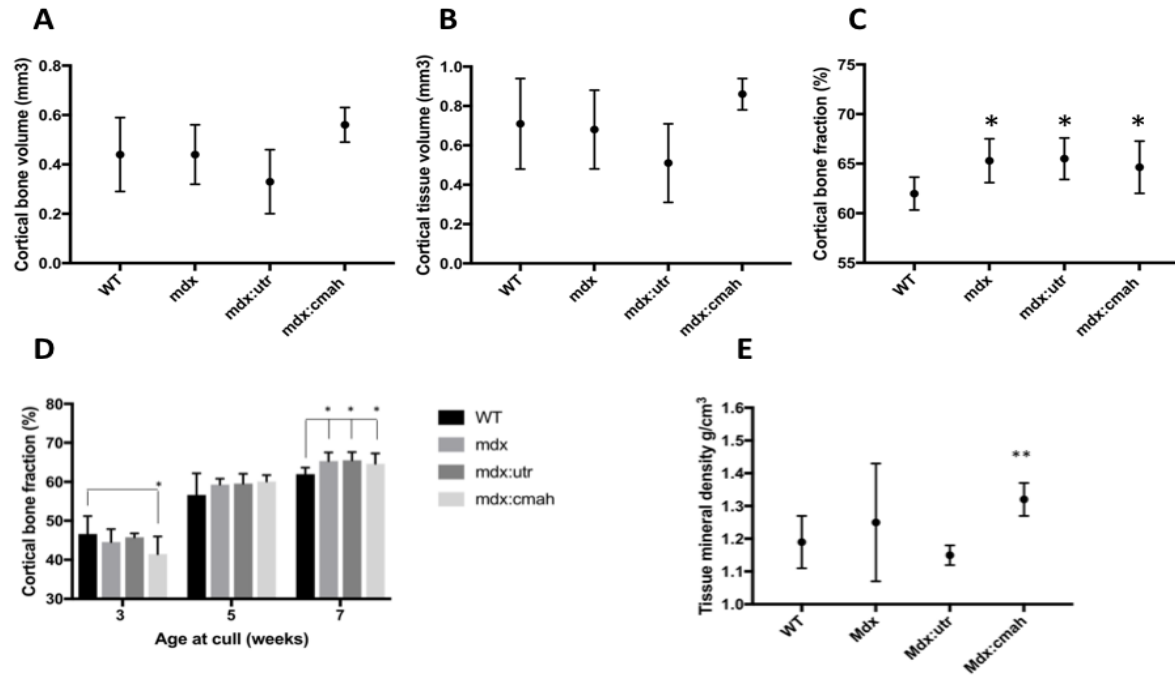 A
Cortical bone volume (mm3)
0.8
0.6
0.4
0.2
0.0
WT
mdx
mdx:utr
mdx:cmah
B
Cortical tissue volume (mm3)
1.0
0.8
0.6
0.4
0.2
0.0
WT
mdx
mdx:utr
mdx:cmah
C
Cortical bone fraction (%)
75
70
65
60
55
* * *
WT
mdx
mdx:utr
mdx:cmah
D
Cortical bone fraction (%)
80
70
60
50
40
30
*
* * *
3 5 7
Age at cull (weeks)
WT
mdx
mdx:utr
mdx:cmah
E
Tissue mineral density g/cm³
1.6
1.5
1.4
1.3
1.2
1.1
1.0
**
WT
Mdx
Mdx:utr
Mdx:cmah